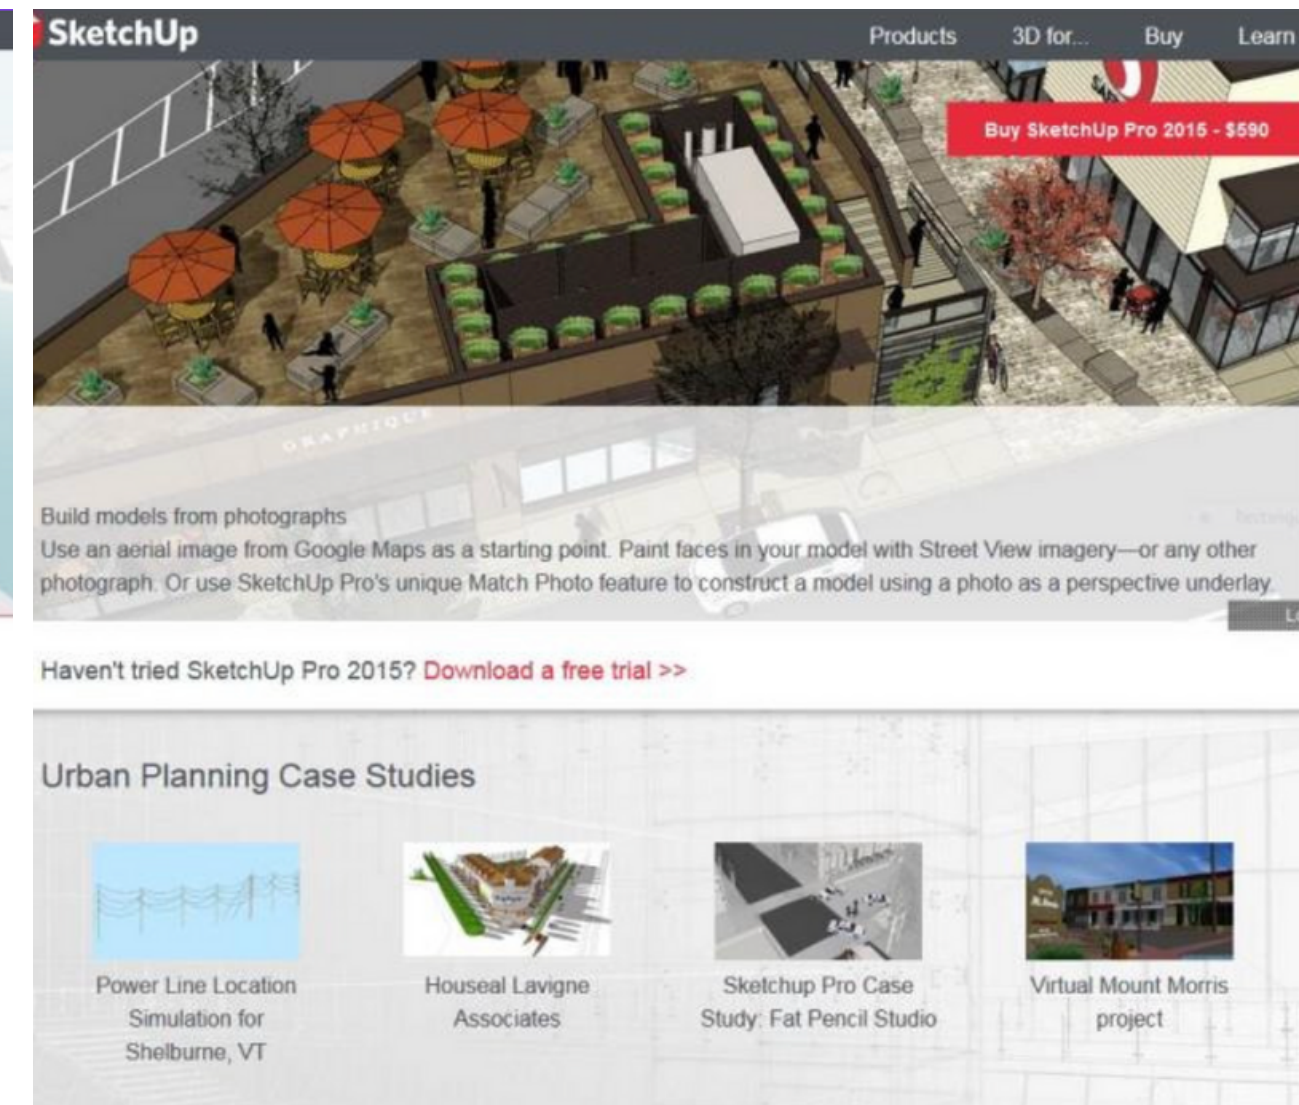 SketchUp
Products 3D for... Buy Learn
Buy SketchUp Pro 2015 - $590
GRAPHIQUE
Build models from photographs
Use an aerial image from Google Maps as a starting point. Paint faces in your model with Street View imagery—or any other
photograph. Or use SketchUp Pro's unique Match Photo feature to construct a model using a photo as a perspective underlay.
Haven't tried SketchUp Pro 2015? Download a free trial >>
Urban Planning Case Studies
Power Line Location
Simulation for
Shelburne, VT
Houseal Lavigne
Associates
Sketchup Pro Case
Study: Fat Pencil Studio
Virtual Mount Morris
project